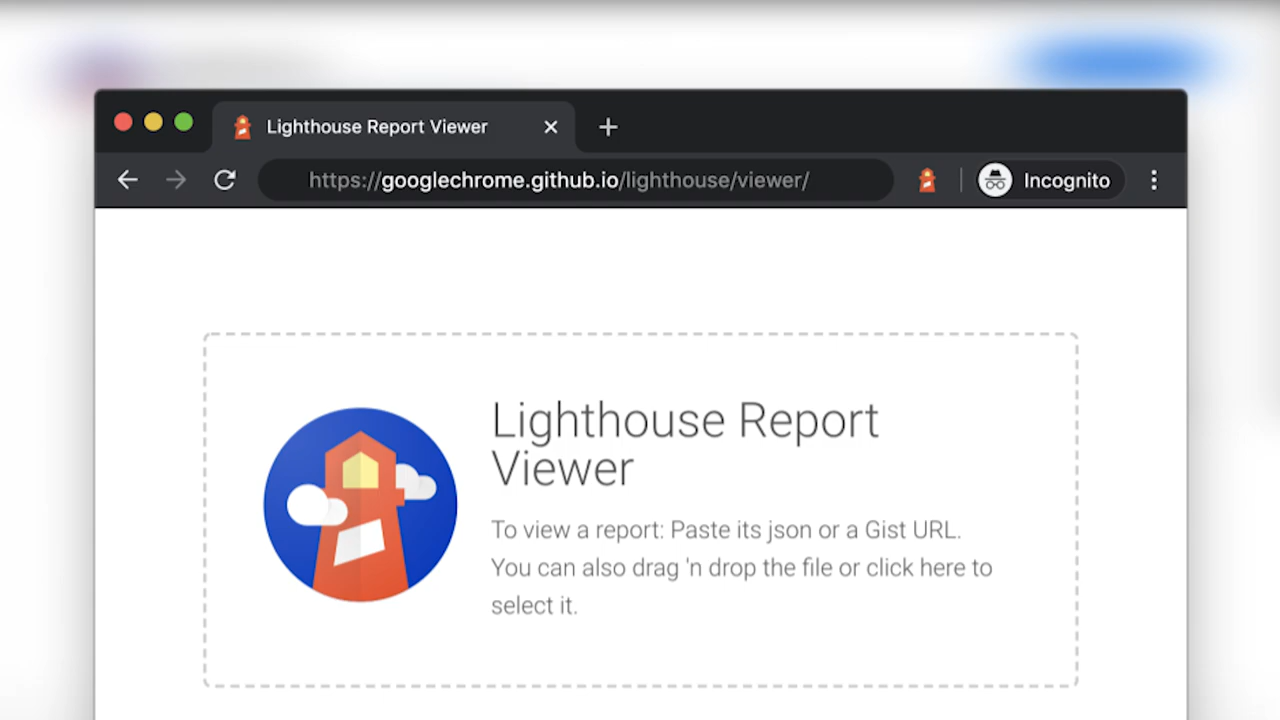 Lighthouse Report Viewer
https://googlechrome.github.io/lighthouse/viewer/
Incognito
Lighthouse Report
Viewer
To view a report: Paste its json or a Gist URL.
You can also drag 'n drop the file or click here to
select it.